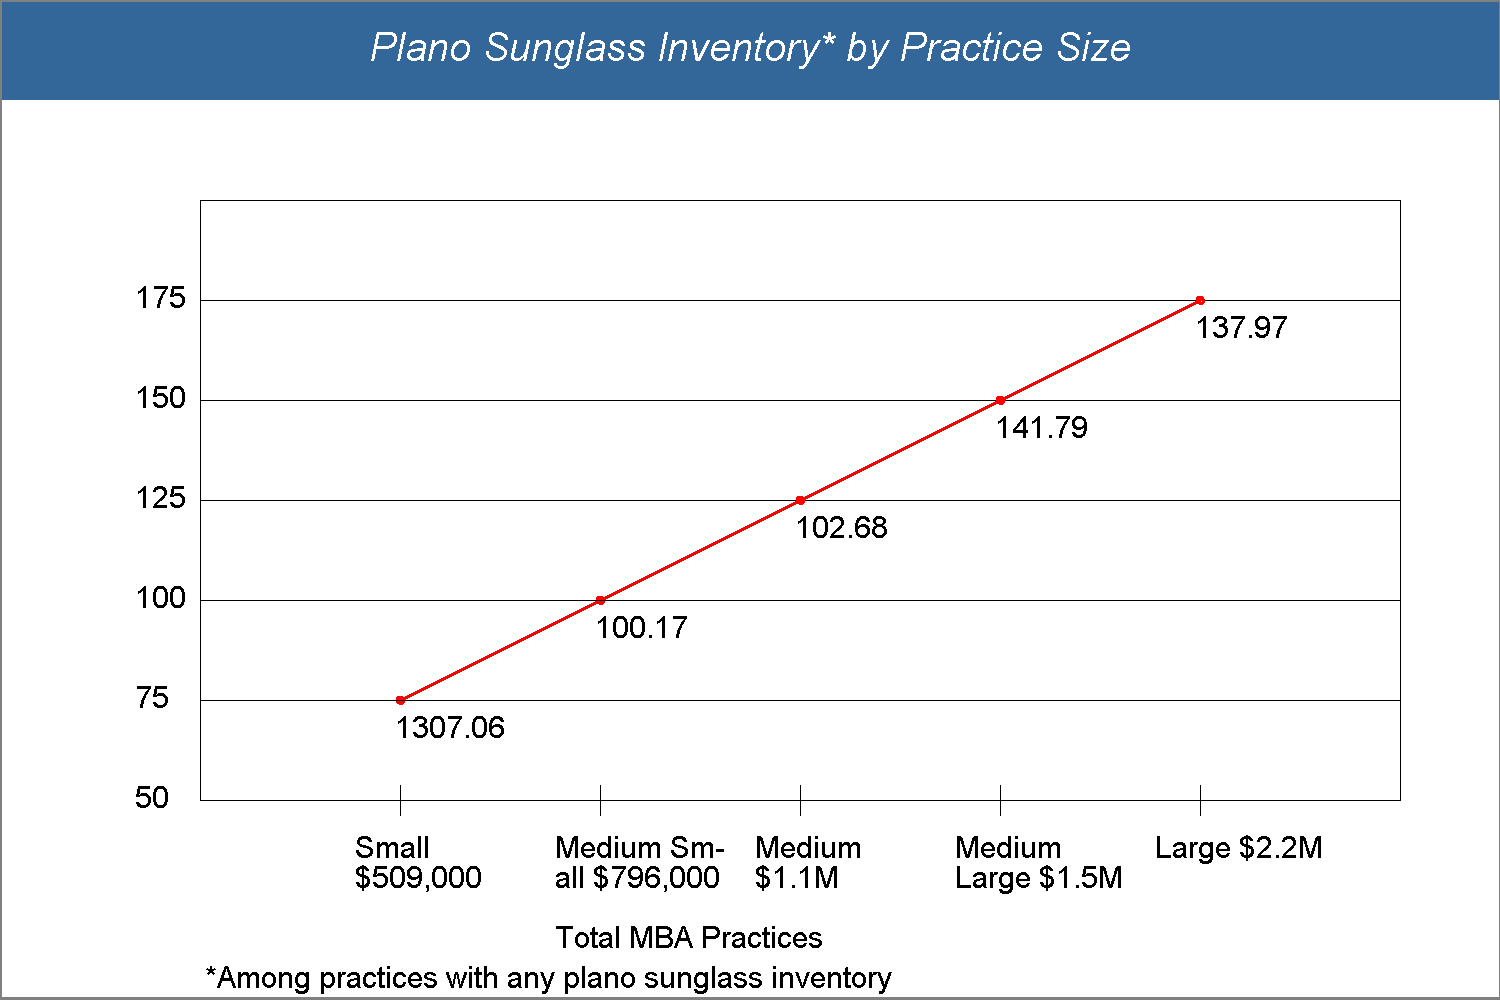 Plano Sunglass Inventory* by Practice Size
175
137.97
150
141.79
125
102.68
100
100.17
75
1307.06
50
Small
$509,000
Medium Sm-
all $796,000
Medium
$1.1M
Medium
Large $1.5M
Large $2.2M
Total MBA Practices
*Among practices with any plano sunglass inventory